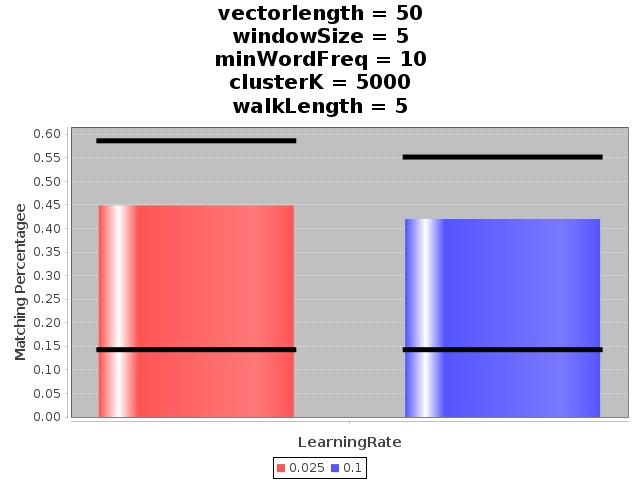 vectorlength = 50
windowSize = 5
minWordFreq = 10
clusterK = 5000
walkLength = 5
Matching Percentagee
0.60
0.55
0.50
0.45
0.40
0.35
0.30
0.25
0.20
0.15
0.10
0.05
0.00
LearningRate
0.025 0.1